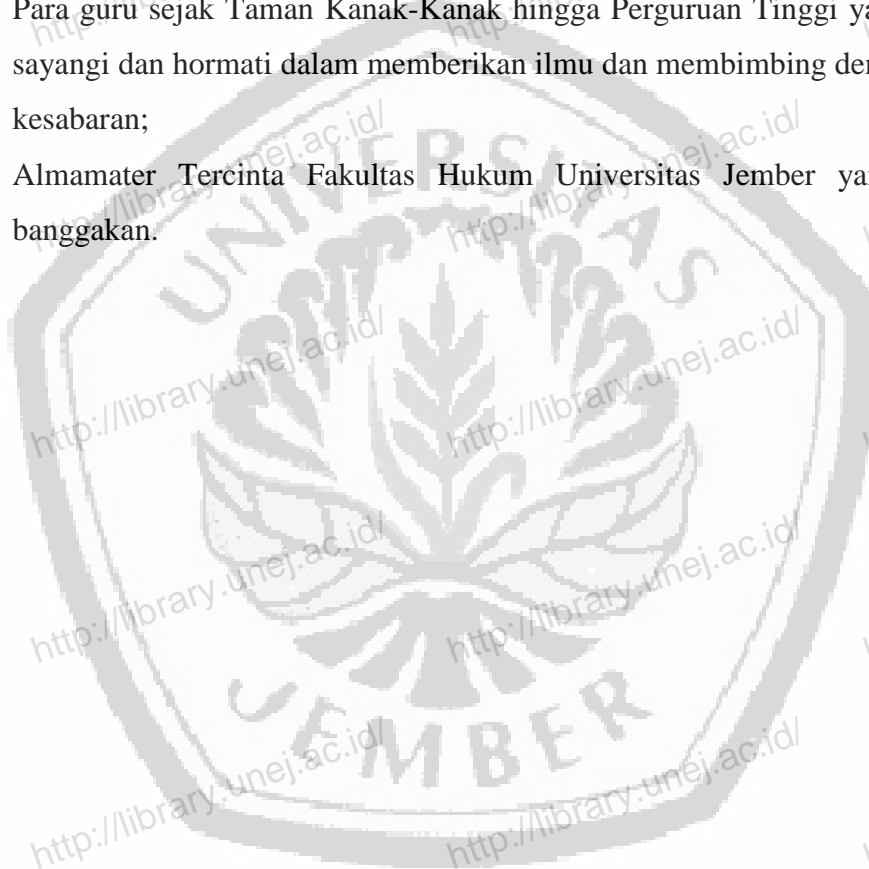 Para guru sejak Taman Kanak-Kanak hingga Perguruan Tinggi
sayangi dan hormati dalam memberikan ilmu dan membimbing
kesabaran;
Almamater Tercinta Fakultas Hukum Universitas Jember
banggakan.
UNIVERSITAS
JEMBER
http://library.unej.ac.id/
http://library.unej.ac.id/
http://library.unej.ac.id/
http://library.unej.ac.id/
http://library.unej.ac.id/
http://library.unej.ac.id/
http://library.unej.ac.id/
http://library.unej.ac.id/